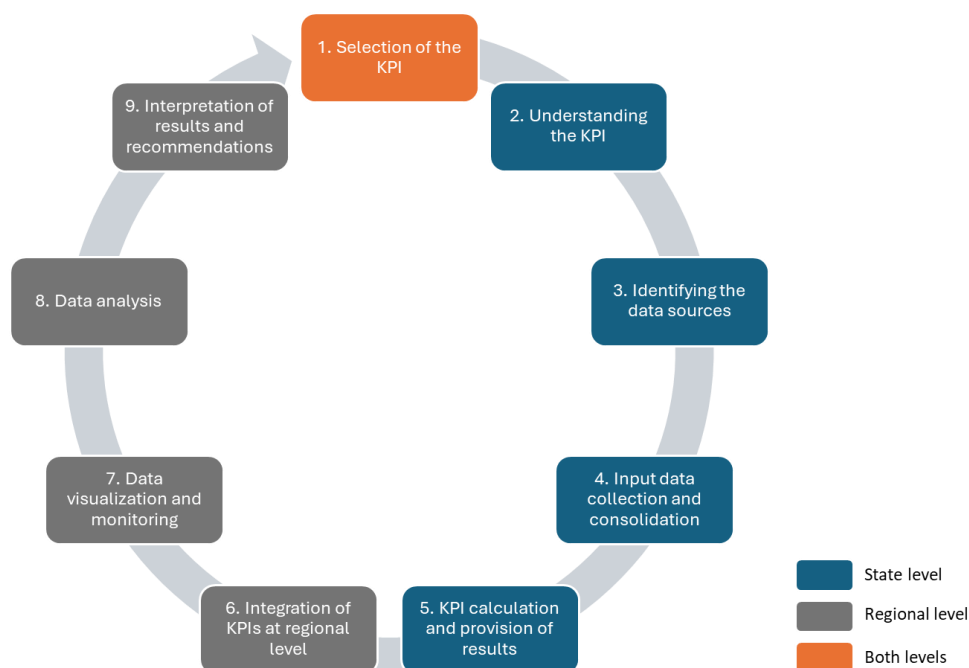 1. Selection of the
KPI
2. Understanding
the KPI
3. Identifying the
data sources
4. Input data
collection and
consolidation
5. KPI calculation
and provision of
results
6. Integration of
KPIs at regional
level
7. Data
visualization and
monitoring
8. Data analysis
9. Interpretation of
results and
recommendations
State level
Regional level
Both levels